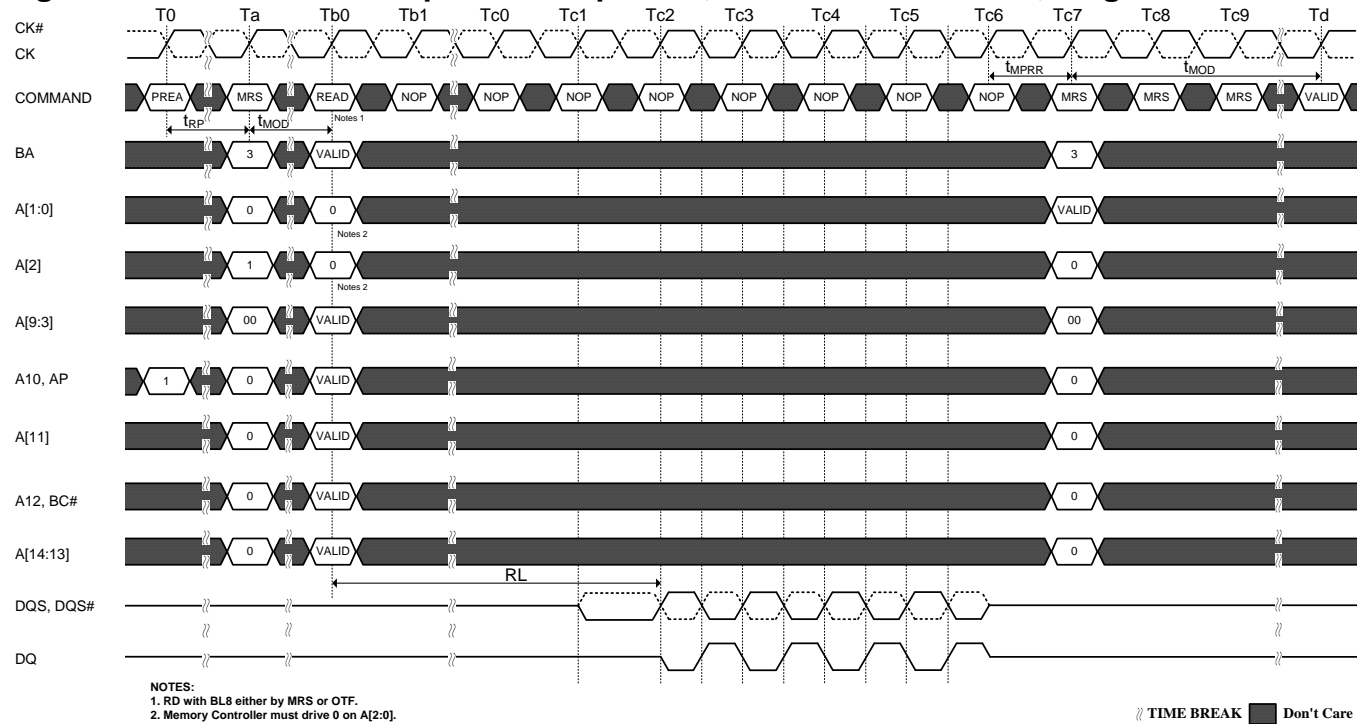 T0 Ta Tb0 Tb1 Tc0 Tc1 Tc2 Tc3 Tc4 Tc5 Tc6 Tc7 Tc8 Tc9 Td
CK#
CK
tMPRR tMOD
COMMAND PREA MRS READ NOP NOP NOP NOP NOP NOP NOP NOP MRS MRS MRS VALID
Notes 1
tRP tMOD
BA 3 VALID 3
A[1:0] 0 0 VALID
Notes 2
A[2] 1 0 0
Notes 2
A[9:3] 00 VALID 00
A10, AP 1 0 VALID 0
A[11] 0 VALID 0
A12, BC# 0 VALID 0
A[14:13] 0 VALID 0
RL
DQS, DQS#
DQ
NOTES:
1. RD with BL8 either by MRS or OTF.
2. Memory Controller must drive 0 on A[2:0].
TIME BREAK Don't Care